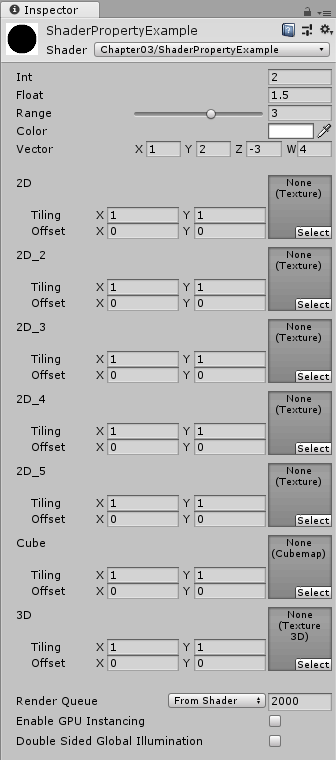 Inspector
ShaderPropertyExample
Shader Chapter03/ShaderPropertyExample
Int 2
Float 1.5
Range 3
Color
Vector X 1 Y 2 Z -3 W 4
2D None
(Texture)
Tiling X 1 Y 1
Offset X 0 Y 0 Select
2D_2 None
(Texture)
Tiling X 1 Y 1
Offset X 0 Y 0 Select
2D_3 None
(Texture)
Tiling X 1 Y 1
Offset X 0 Y 0 Select
2D_4 None
(Texture)
Tiling X 1 Y 1
Offset X 0 Y 0 Select
2D_5 None
(Texture)
Tiling X 1 Y 1
Offset X 0 Y 0 Select
Cube None
(Cubemap)
Tiling X 1 Y 1
Offset X 0 Y 0 Select
3D None
(Texture
3D)
Tiling X 1 Y 1
Offset X 0 Y 0 Select
Render Queue From Shader 2000
Enable GPU Instancing
Double Sided Global Illumination